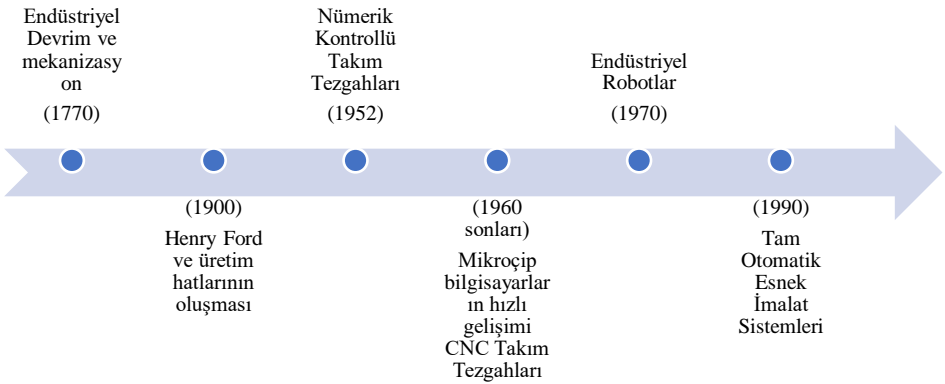 Endüstriyel
Devrim ve
mekanizasy
on
(1770)
(1900)
Henry Ford
ve üretim
hatlarının
oluşması
Nümerik
Kontrollü
Takım
Tezgahları
(1952)
(1960
sonları)
Mikroçip
bilgisayarlar
ın hızlı
gelişimi
CNC Takım
Tezgahları
Endüstriyel
Robotlar
(1970)
(1990)
Tam
Otomatik
Esnek
İmalat
Sistemleri